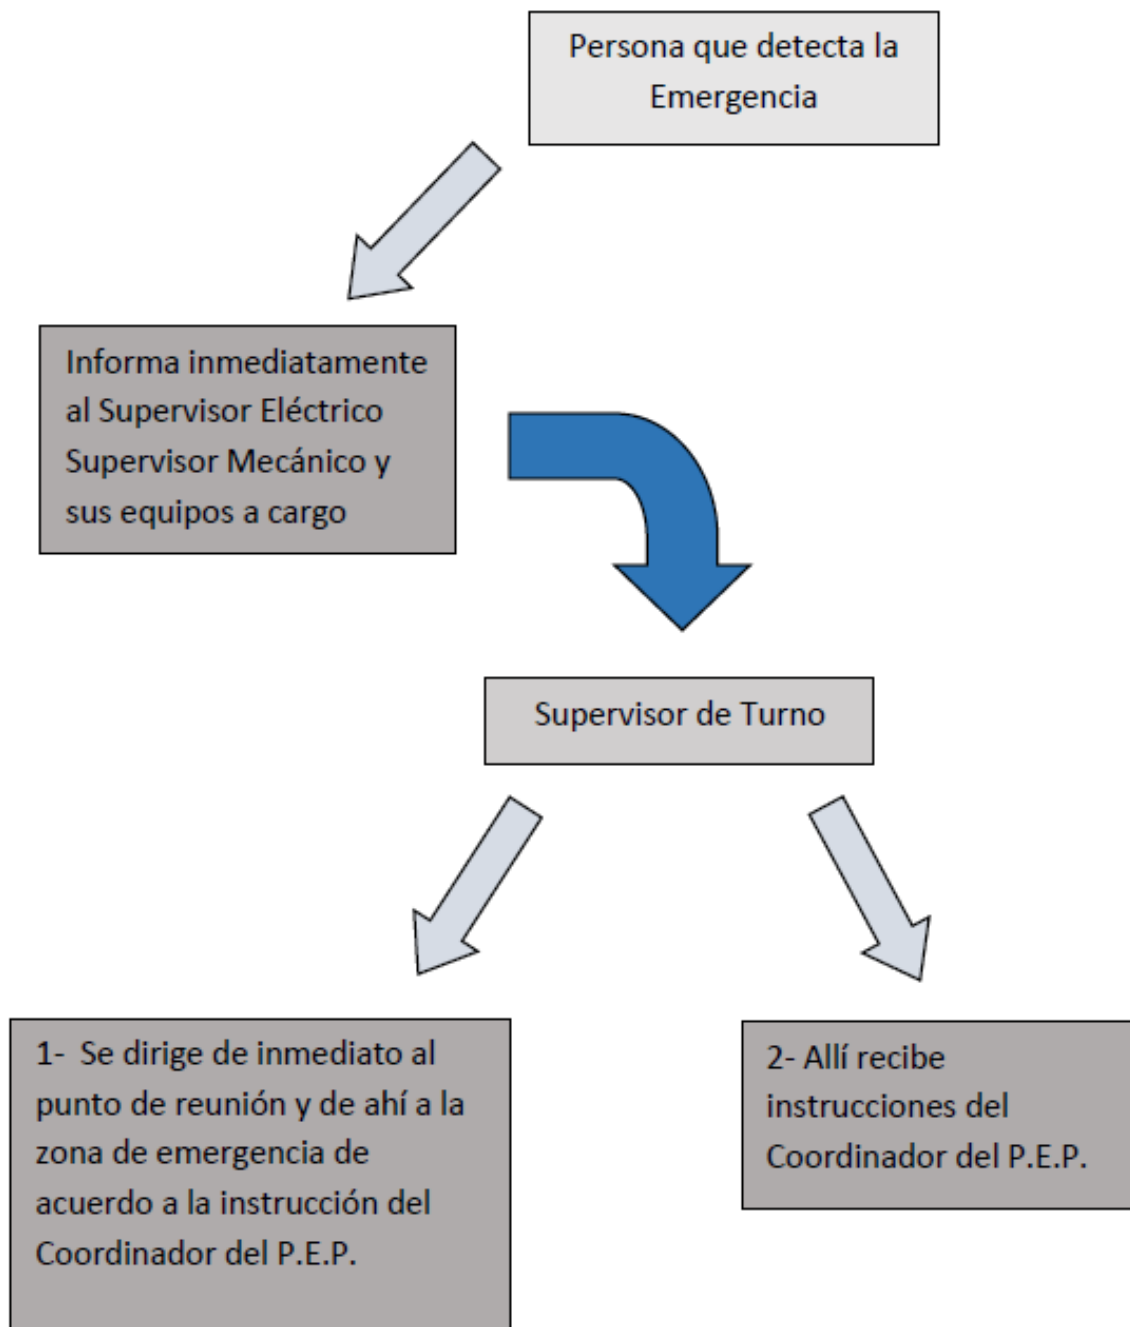 Persona que detecta la
Emergencia
Informa inmediatamente
al Supervisor Eléctrico
Supervisor Mecánico y
sus equipos a cargo
Supervisor de Turno
1- Se dirige de inmediato al
punto de reunión y de ahí a la
zona de emergencia de
acuerdo a la instrucción del
Coordinador del P.E.P.
2- Allí recibe
instrucciones del
Coordinador del P.E.P.